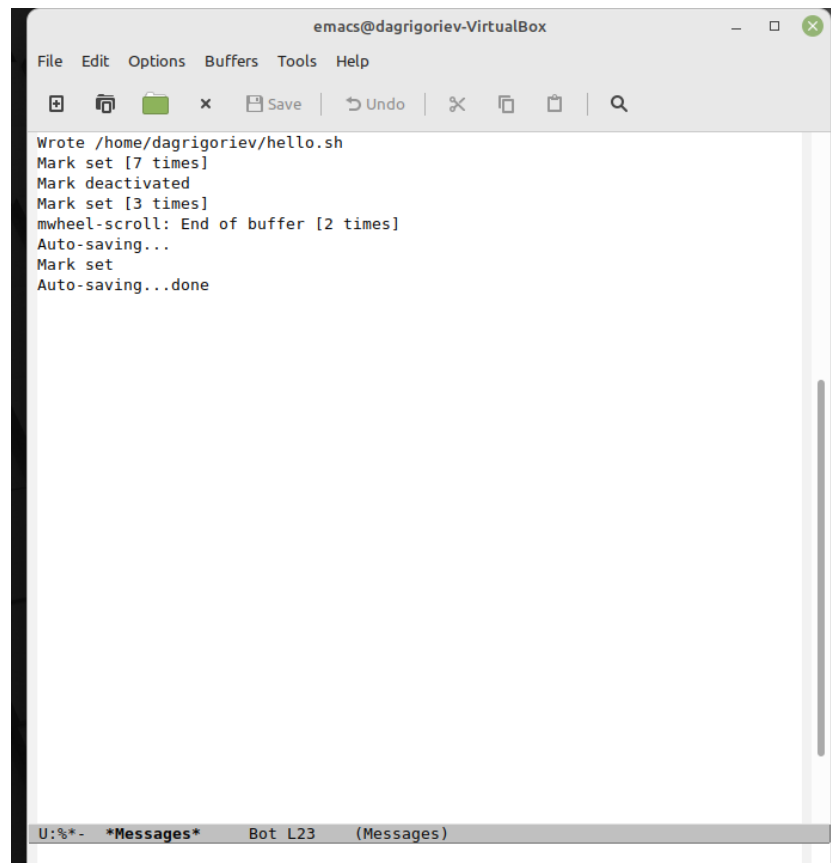 emacs@dagrigoriev-VirtualBox
File Edit Options Buffers Tools Help
Save Undo
Wrote /home/dagrigoriev/hello.sh
Mark set [7 times]
Mark deactivated
Mark set [3 times]
mwheel-scroll: End of buffer [2 times]
Auto-saving...
Mark set
Auto-saving...done
U:%*-  *Messages*     Bot L23    (Messages)